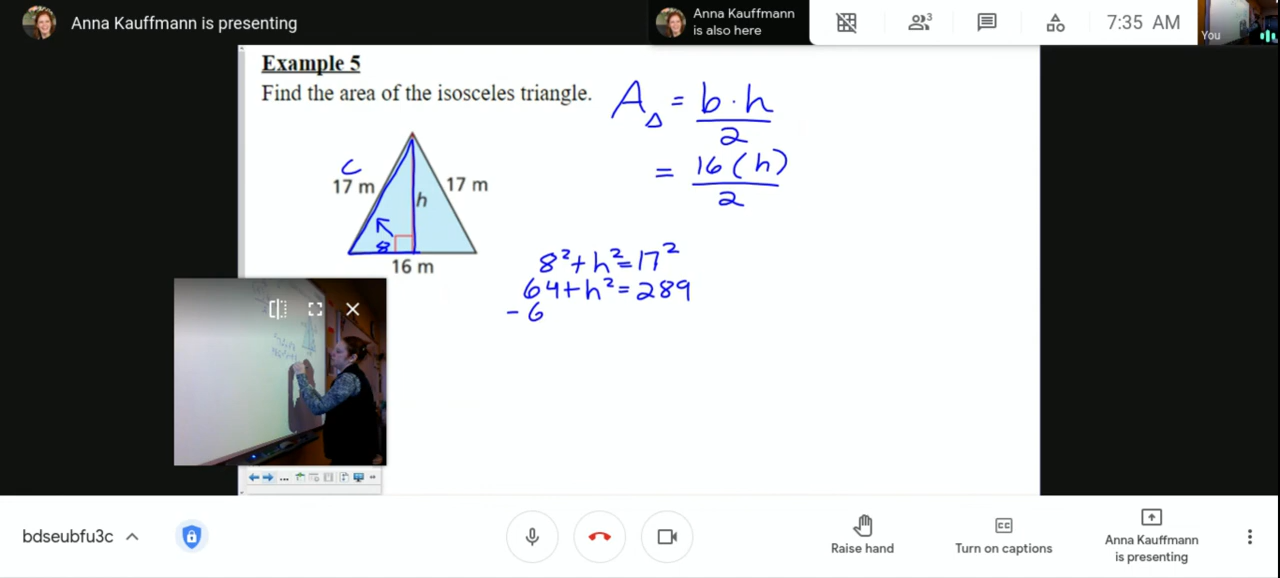 Anna Kauffmann is presenting
Anna Kauffmann
is also here
3
7:35 AM
You
Example 5
Find the area of the isosceles triangle.
A△ = b·h/2
= 16(h)/2
C
17 m
17 m
h
8
16 m
8²+h²=17²
64+h²=289
-6
bdseubfu3c
Raise hand
CC
Turn on captions
Anna Kauffmann
is presenting